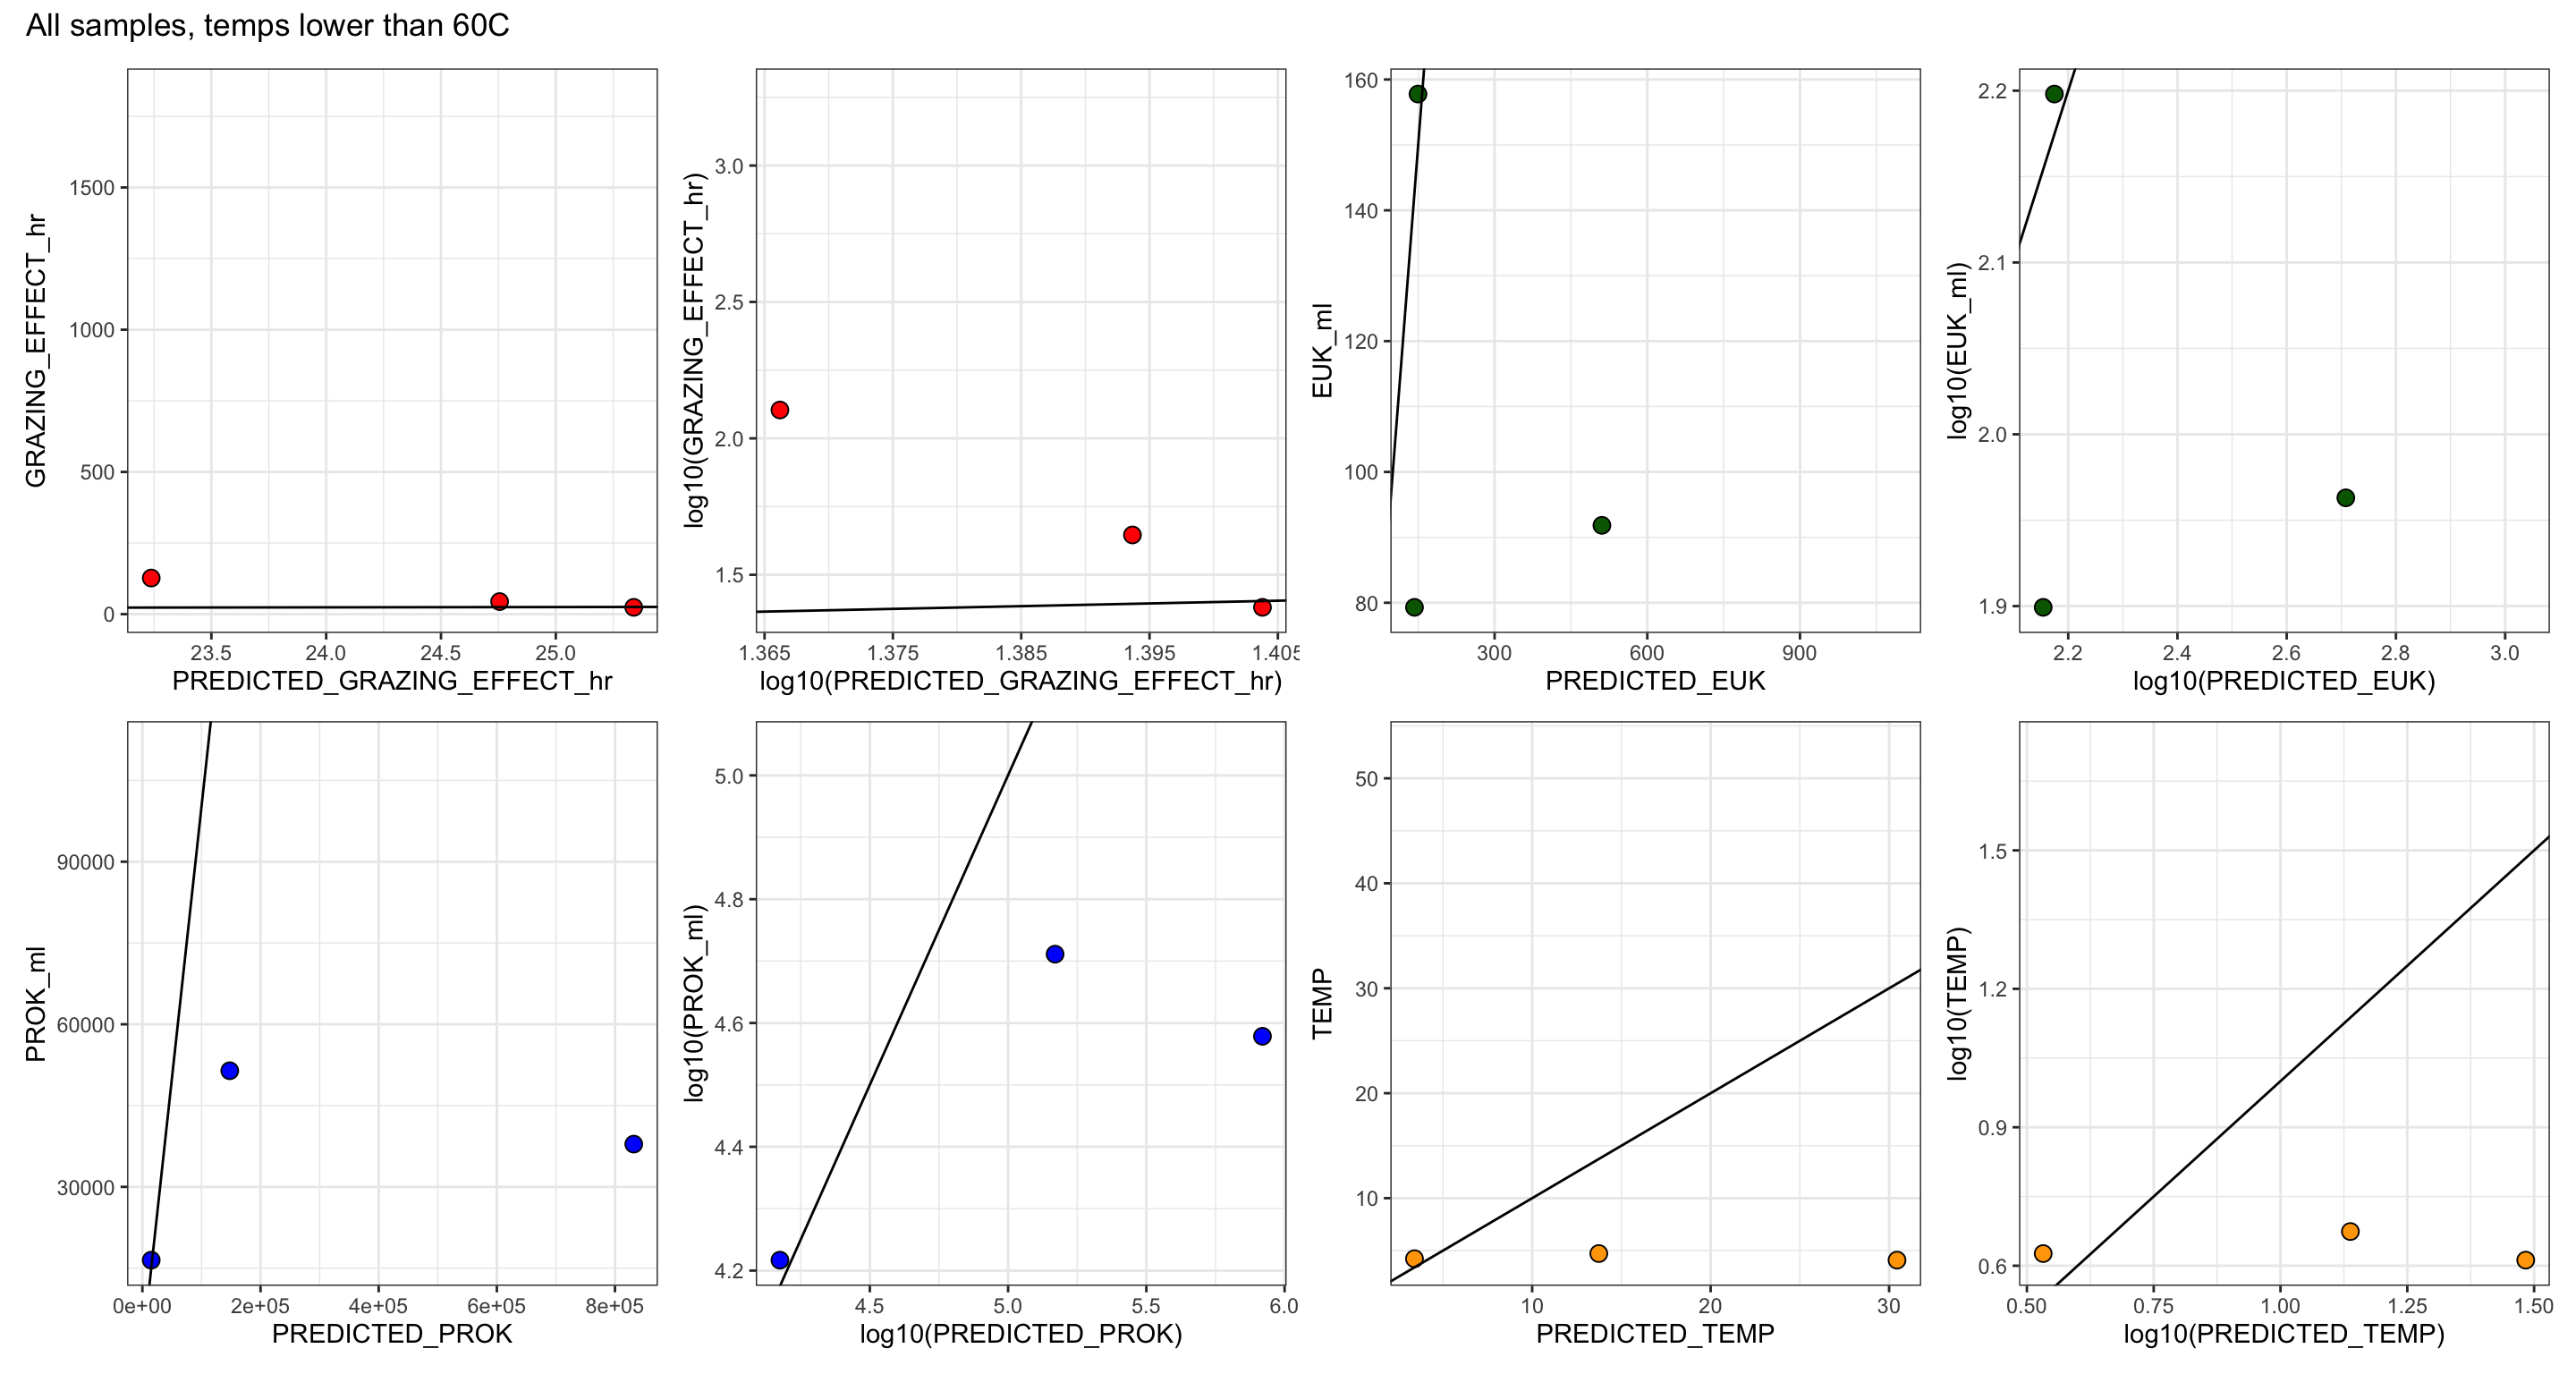 All samples, temps lower than 60C
GRAZING_EFFECT_hr
1500
1000
500
0
23.5 24.0 24.5 25.0
PREDICTED_GRAZING_EFFECT_hr
log10(GRAZING_EFFECT_hr)
3.0
2.5
2.0
1.5
1.365 1.375 1.385 1.395 1.405
log10(PREDICTED_GRAZING_EFFECT_hr)
EUK_ml
160
140
120
100
80
300 600 900
PREDICTED_EUK
log10(EUK_ml)
2.2
2.1
2.0
1.9
2.2 2.4 2.6 2.8 3.0
log10(PREDICTED_EUK)
PROK_ml
90000
60000
30000
0e+00 2e+05 4e+05 6e+05 8e+05
PREDICTED_PROK
log10(PROK_ml)
5.0
4.8
4.6
4.4
4.2
4.5 5.0 5.5 6.0
log10(PREDICTED_PROK)
TEMP
50
40
30
20
10
10 20 30
PREDICTED_TEMP
log10(TEMP)
1.5
1.2
0.9
0.6
0.50 0.75 1.00 1.25 1.50
log10(PREDICTED_TEMP)